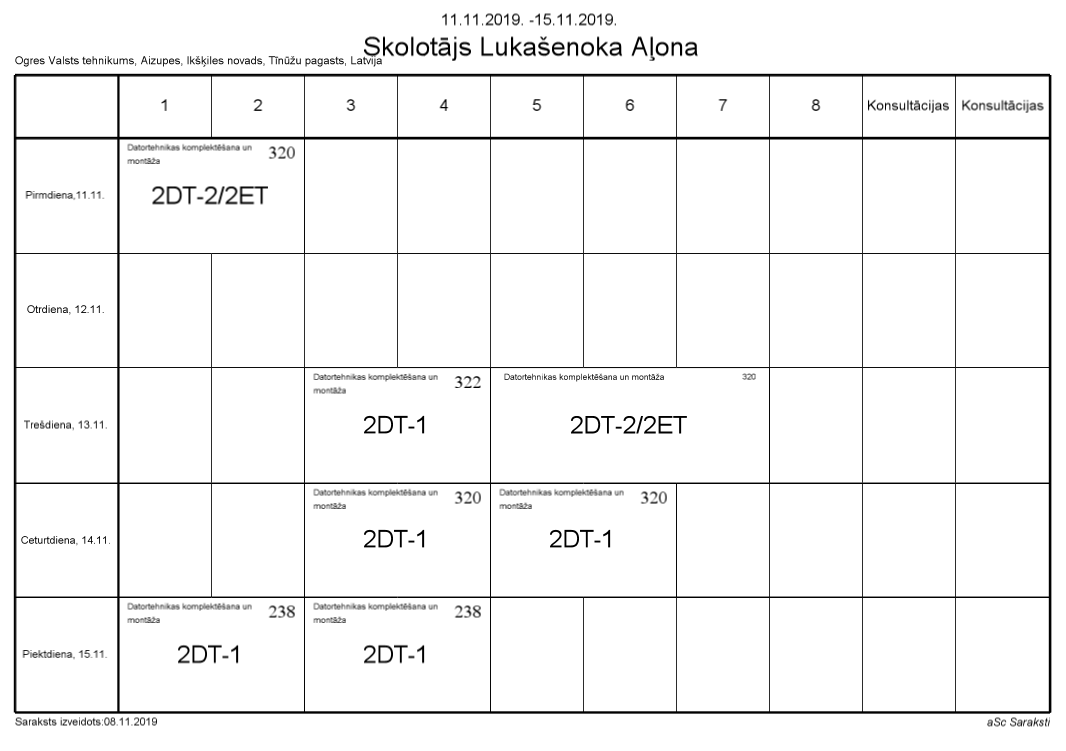 11.11.2019. -15.11.2019.
Skolotājs Lukašenoka Aļona
Ogres Valsts tehnikums, Aizupes, Ikšķiles novads, Tīnūžu pagasts, Latvija
1 2 3 4 5 6 7 8 Konsultācijas Konsultācijas
Pirmdiena,11.11.
Datortehnikas komplektēšana un 320
montāža
2DT-2/2ET
Otrdiena, 12.11.
Trešdiena, 13.11.
Datortehnikas komplektēšana un 322
montāža
2DT-1
Datortehnikas komplektēšana un montāža 320
2DT-2/2ET
Ceturtdiena, 14.11.
Datortehnikas komplektēšana un 320
montāža
2DT-1
Datortehnikas komplektēšana un 320
montāža
2DT-1
Piektdiena, 15.11.
Datortehnikas komplektēšana un 238
montāža
2DT-1
Datortehnikas komplektēšana un 238
montāža
2DT-1
Saraksts izveidots:08.11.2019
aSc Saraksti